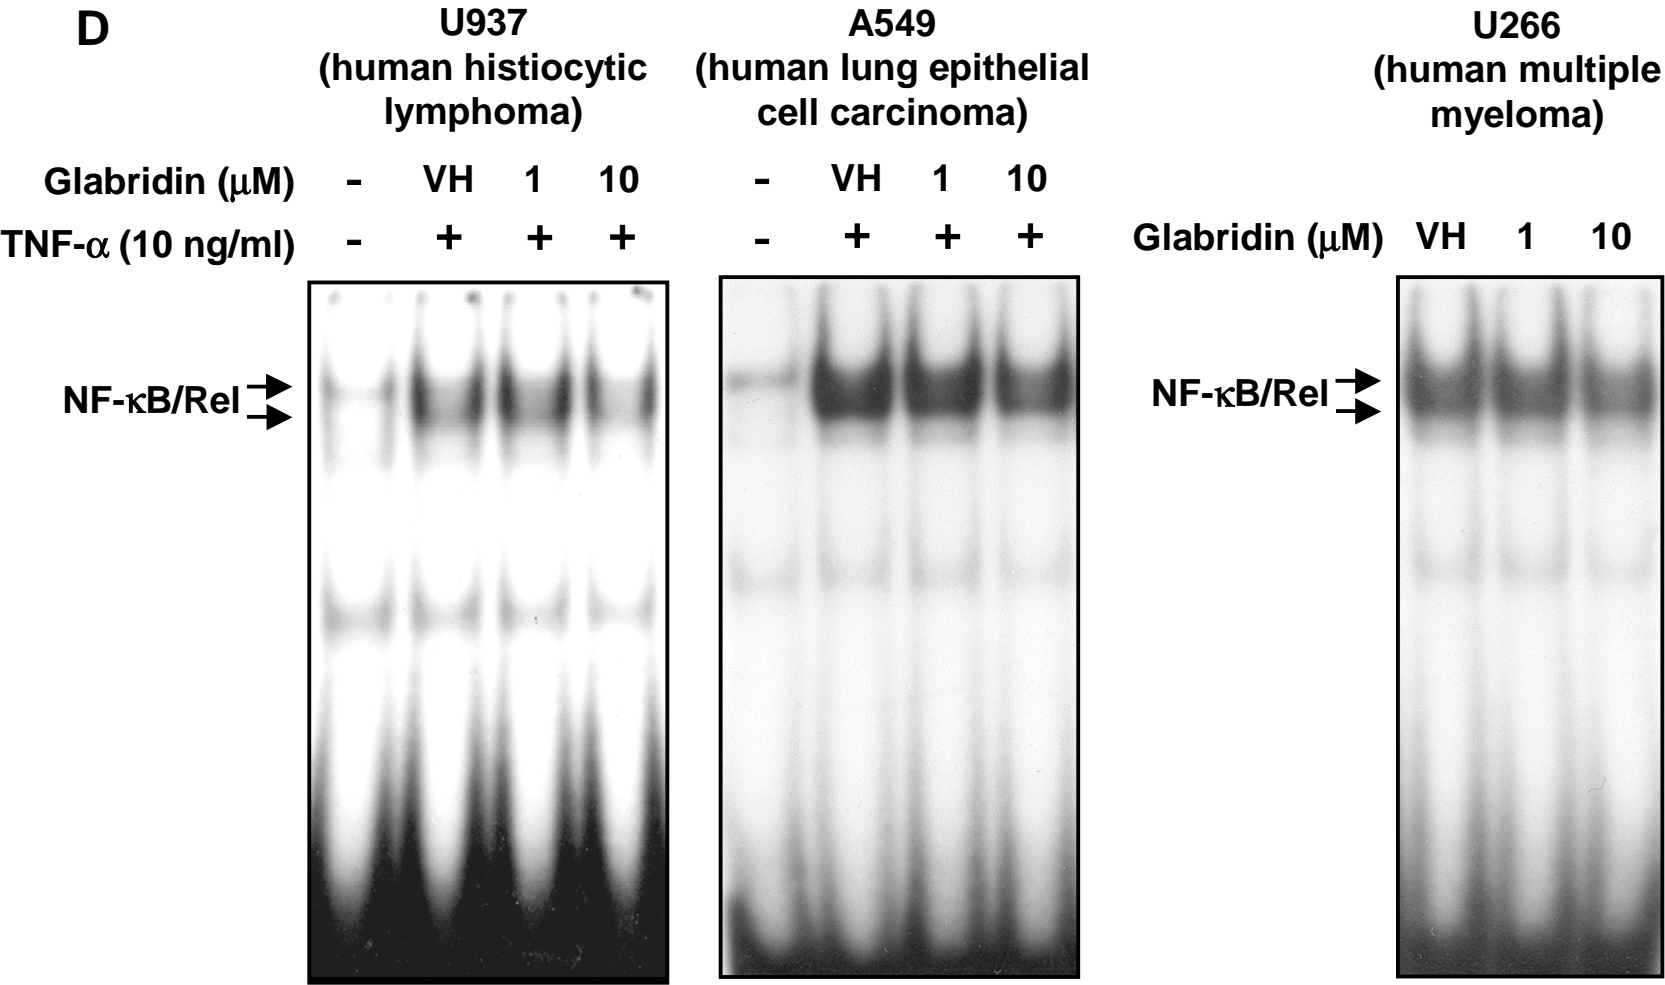 D
U937
(human histiocytic
lymphoma)
A549
(human lung epithelial
cell carcinoma)
U266
(human multiple
myeloma)
Glabridin (μM) - VH 1 10
- VH 1 10
TNF-α (10 ng/ml) - + + +
- + + +
Glabridin (μM) VH 1 10
NF-κB/Rel
NF-κB/Rel